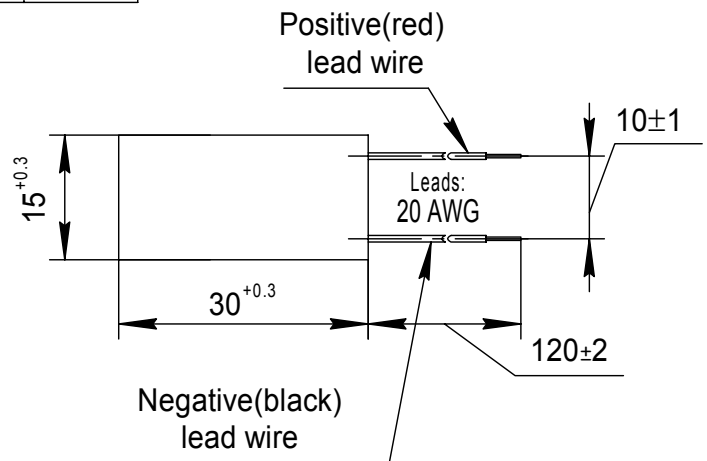 Positive(red)
lead wire
10±1
15+0.3
Leads:
20 AWG
30+0.3
120±2
Negative(black)
lead wire